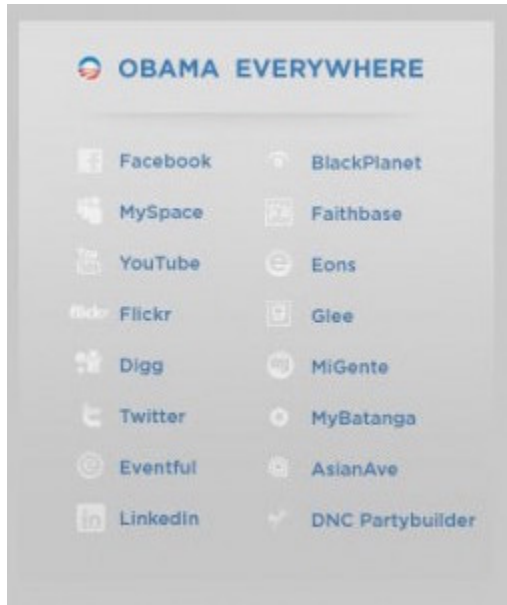 OBAMA EVERYWHERE
Facebook
MySpace
YouTube
Flickr
Digg
Twitter
Eventful
LinkedIn
BlackPlanet
Faithbase
Eons
Glee
MiGente
MyBatanga
AsianAve
DNC Partybuilder